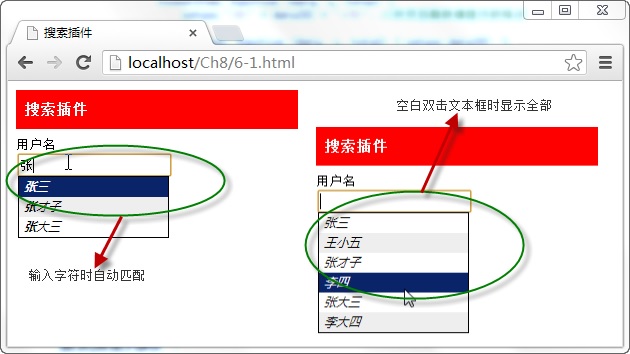 搜索插件
localhost/Ch8/6-1.html
搜索插件
用户名
张
张三
张才子
张大三
输入字符时自动匹配
空白双击文本框时显示全部
搜索插件
用户名
张三
王小五
张才子
李四
张大三
李大四